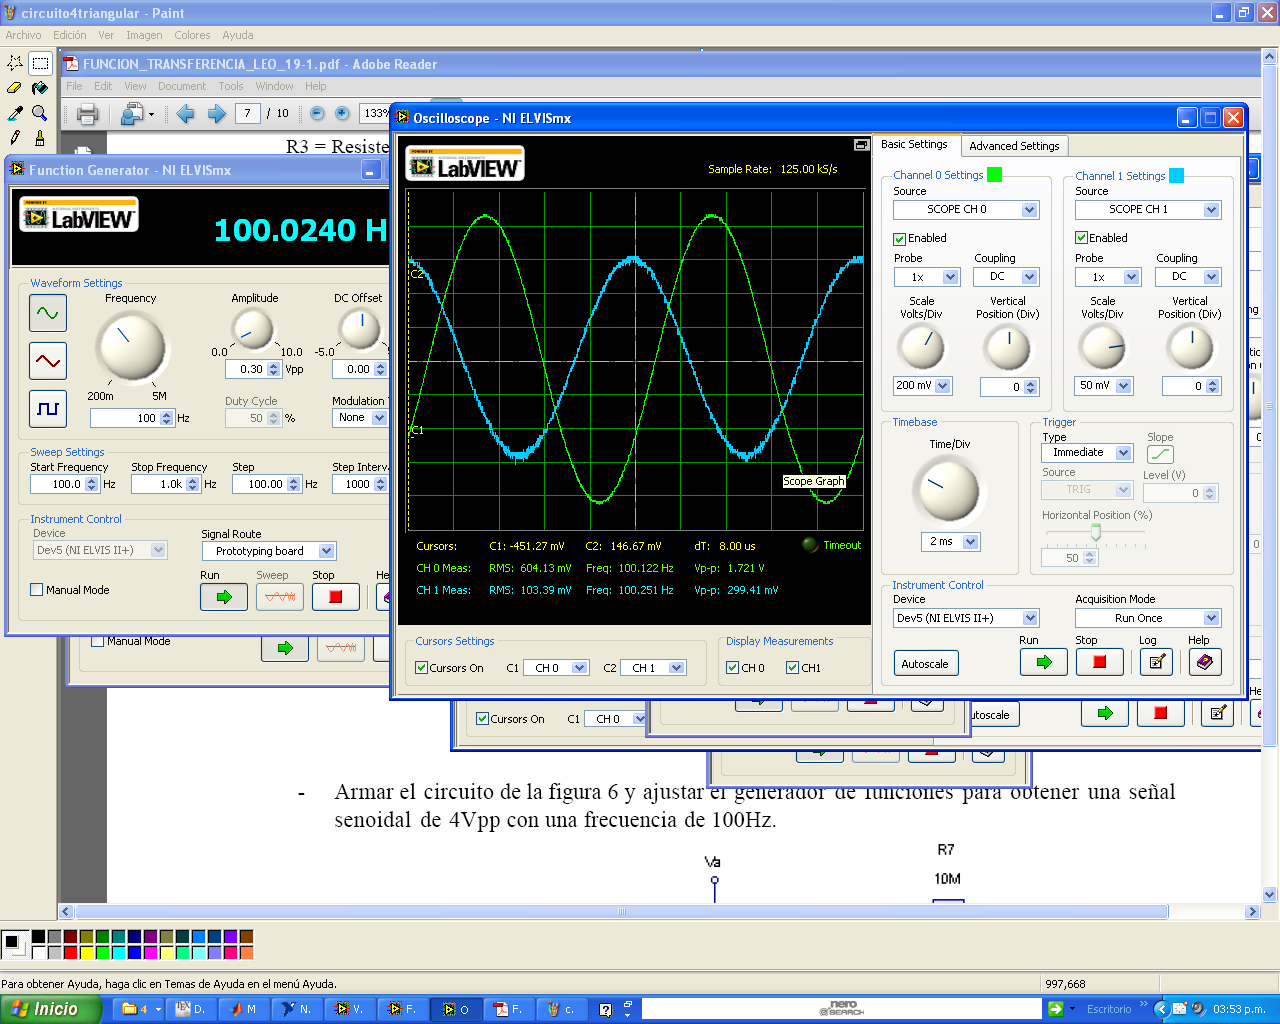 circuito4triangular - Paint
Archivo Edición Ver Imagen Colores Ayuda
FUNCION_TRANSFERENCIA_LEO_19-1.pdf - Adobe Reader
File Edit View Document Tools Window Help
7 / 10 133%
R3 = Resiste
Function Generator - NI ELVISmx
POWERED BY
NATIONAL INSTRUMENTS
LabVIEW
100.0240 H
Waveform Settings
Frequency
Amplitude
DC Offset
0.0 10.0 -5.0
200m 5M
0.30 Vpp
0.00
100 Hz
Duty Cycle
50 %
Modulation T
None
Sweep Settings
Start Frequency Stop Frequency Step Step Interv
100.0 Hz 1.0k Hz 100.00 Hz 1000
Instrument Control
Device
Dev5 (NI ELVIS II+)
Signal Route
Prototyping board
Manual Mode
Run Sweep Stop He
Manual Mode
Oscilloscope - NI ELVISmx
POWERED BY
NATIONAL INSTRUMENTS
LabVIEW
Sample Rate: 125.00 kS/s
C2
C1
Scope Graph
Cursors: C1: -451.27 mV C2: 146.67 mV dT: 8.00 us Timeout
CH 0 Meas: RMS: 604.13 mV Freq: 100.122 Hz Vp-p: 1.721 V
CH 1 Meas: RMS: 103.39 mV Freq: 100.251 Hz Vp-p: 299.41 mV
Cursors Settings
Cursors On C1 CH 0 C2 CH 1
Display Measurements
CH 0 CH1
Basic Settings Advanced Settings
Channel 0 Settings
Source
SCOPE CH 0
Enabled
Probe Coupling
1x DC
Scale
Volts/Div
Vertical
Position (Div)
200 mV 0
Channel 1 Settings
Source
SCOPE CH 1
Enabled
Probe Coupling
1x DC
Scale
Volts/Div
Vertical
Position (Div)
50 mV 0
Timebase
Time/Div
2 ms
Trigger
Type
Immediate
Slope
Source
TRIG
Level (V)
0
Horizontal Position (%)
50
Instrument Control
Device
Dev5 (NI ELVIS II+)
Acquisition Mode
Run Once
Autoscale
Run Stop Log Help
Cursors On C1 CH 0
utoscale
- Armar el circuito de la figura 6 y ajustar el generador de funciones para obtener una señal
senoidal de 4Vpp con una frecuencia de 100Hz.
Va
R7
10M
Para obtener Ayuda, haga clic en Temas de Ayuda en el menú Ayuda.
997,668
Inicio
4 D. M N. V. F. O F. c.
nero
SEARCH
Escritorio
03:53 p.m.